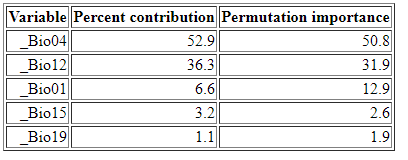 Variable Percent contribution Permutation importance
_Bio04 52.9 50.8
_Bio12 36.3 31.9
_Bio01 6.6 12.9
_Bio15 3.2 2.6
_Bio19 1.1 1.9